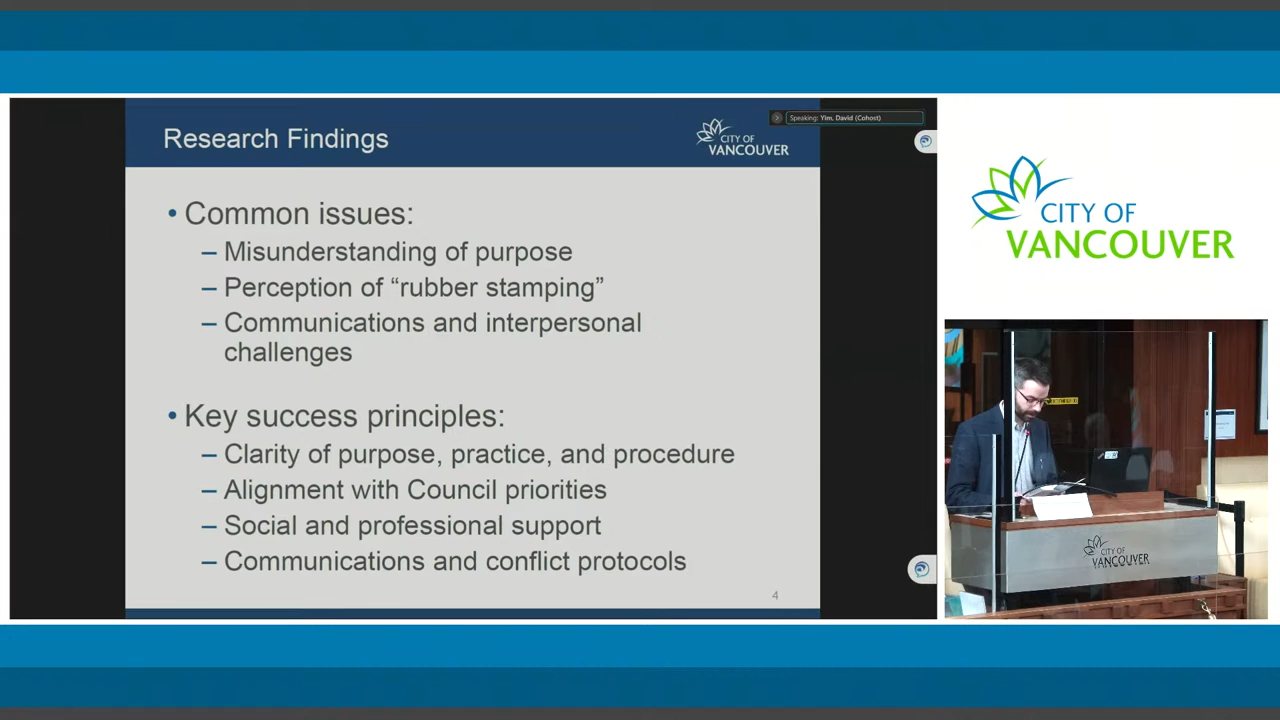 Research Findings
CITY OF
VANCOUVER
Speaking: Yim, David (Cohost)
• Common issues:
– Misunderstanding of purpose
– Perception of “rubber stamping”
– Communications and interpersonal
challenges
• Key success principles:
– Clarity of purpose, practice, and procedure
– Alignment with Council priorities
– Social and professional support
– Communications and conflict protocols
4
CITY OF
VANCOUVER
CITY OF
VANCOUVER